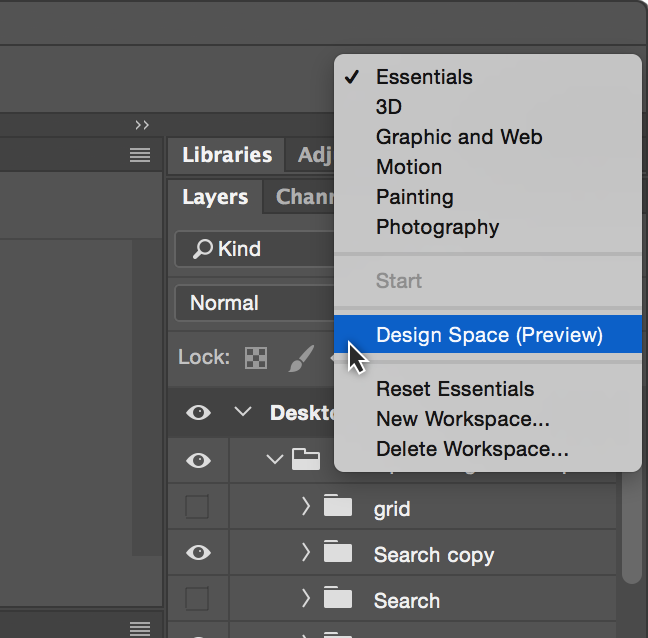 Essentials
3D
Graphic and Web
Motion
Painting
Photography
Start
Design Space (Preview)
Reset Essentials
New Workspace...
Delete Workspace...
Libraries Adj
Layers Chann
Kind
Normal
Lock:
Deskto
grid
Search copy
Search